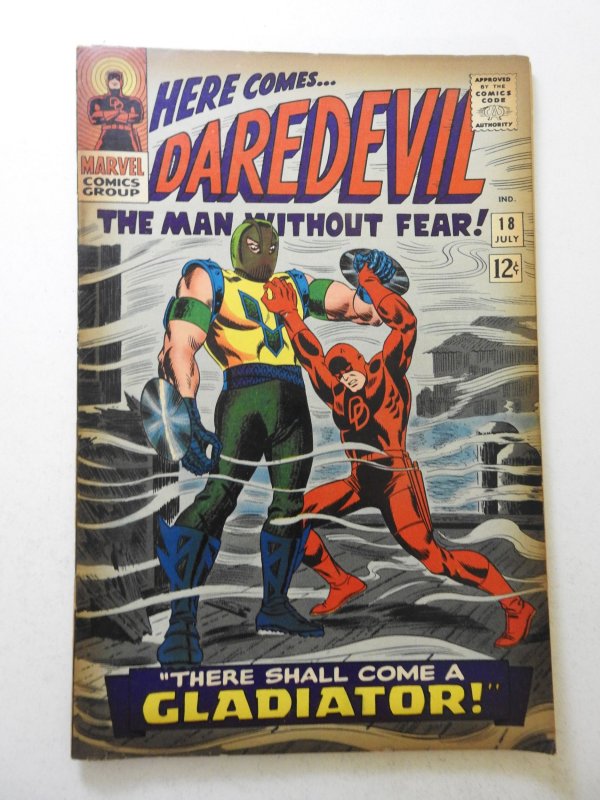 HERE COMES...
DAREDEVIL
THE MAN WITHOUT FEAR!
MARVEL
COMICS
GROUP
APPROVED
BY THE
COMICS
CODE
AUTHORITY
IND.
18
JULY
12¢
DD
"THERE SHALL COME A
GLADIATOR!"